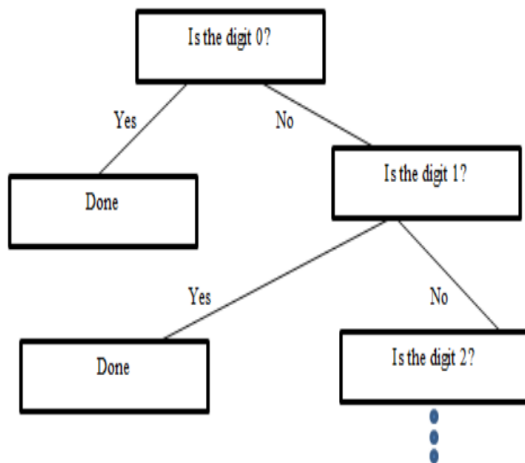 Is the digit 0?
Yes
No
Done
Is the digit 1?
Yes
No
Done
Is the digit 2?